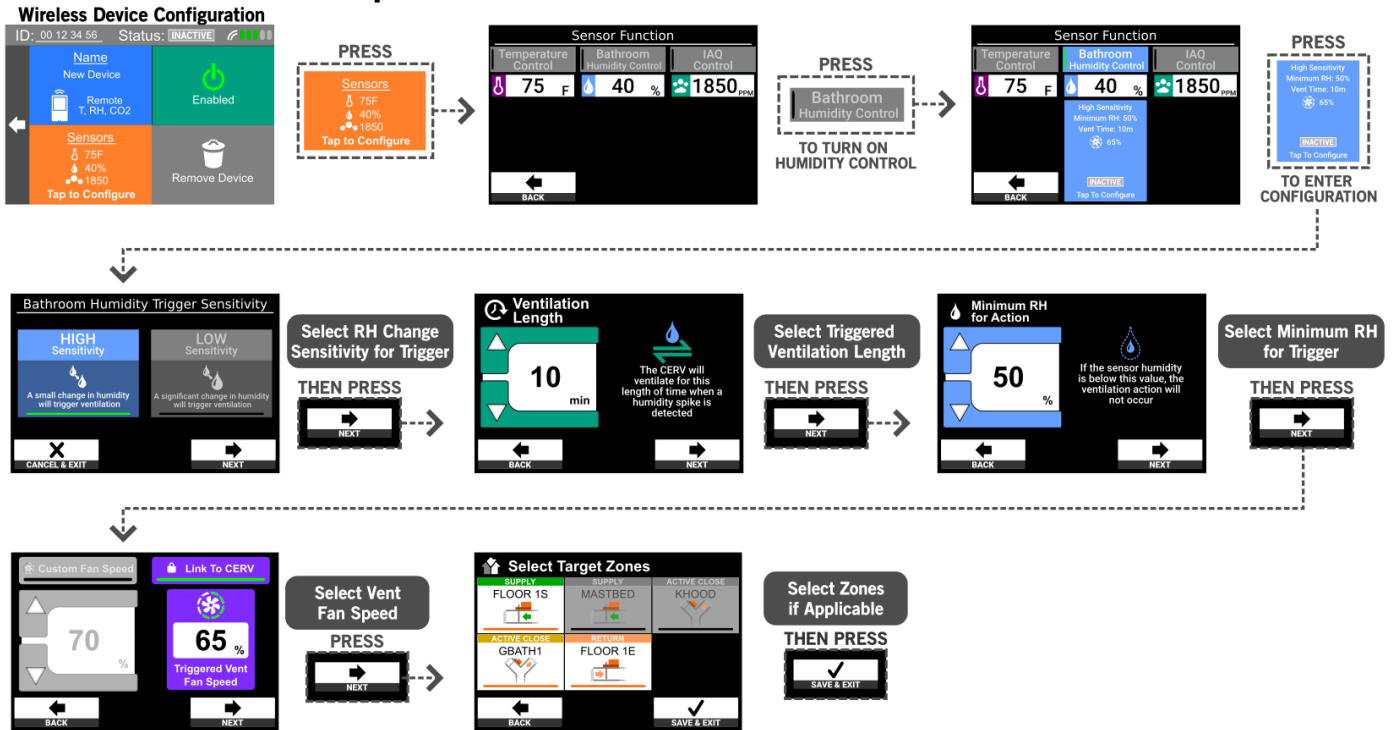 Wireless Device Configuration
ID: 00 12 34 56 Status: INACTIVE
Name
New Device
Remote
T, RH, CO2
Enabled
Sensors
75F
40%
1850
Tap to Configure
Remove Device
PRESS
Sensors
75F
40%
1850
Tap to Configure
Sensor Function
Temperature
Control
Bathroom
Humidity Control
IAQ
Control
75 F
40 %
1850 PPM
BACK
PRESS
Bathroom
Humidity Control
TO TURN ON
HUMIDITY CONTROL
Sensor Function
Temperature
Control
Bathroom
Humidity Control
IAQ
Control
75 F
40 %
1850 PPM
High Sensitivity
Minimum RH: 50%
Vent Time: 10m
65%
INACTIVE
Tap To Configure
BACK
PRESS
High Sensitivity
Minimum RH: 50%
Vent Time: 10m
65%
INACTIVE
Tap To Configure
TO ENTER
CONFIGURATION
Bathroom Humidity Trigger Sensitivity
HIGH
Sensitivity
A small change in humidity
will trigger ventilation
LOW
Sensitivity
A significant change in humidity
will trigger ventilation
CANCEL & EXIT
NEXT
Select RH Change
Sensitivity for Trigger
THEN PRESS
NEXT
Ventilation
Length
10
min
The CERV will
ventilate for this
length of time when a
humidity spike is
detected
BACK
NEXT
Select Triggered
Ventilation Length
THEN PRESS
NEXT
Minimum RH
for Action
50
%
If the sensor humidity
is below this value, the
ventilation action will
not occur
BACK
NEXT
Select Minimum RH
for Trigger
THEN PRESS
NEXT
Custom Fan Speed
Link To CERV
70
%
65 %
Triggered Vent
Fan Speed
BACK
NEXT
Select Vent
Fan Speed
PRESS
NEXT
Select Target Zones
SUPPLY
FLOOR 1S
SUPPLY
MASTBED
ACTIVE CLOSE
KHOOD
ACTIVE CLOSE
GBATH1
RETURN
FLOOR 1E
BACK
SAVE & EXIT
Select Zones
if Applicable
THEN PRESS
SAVE & EXIT